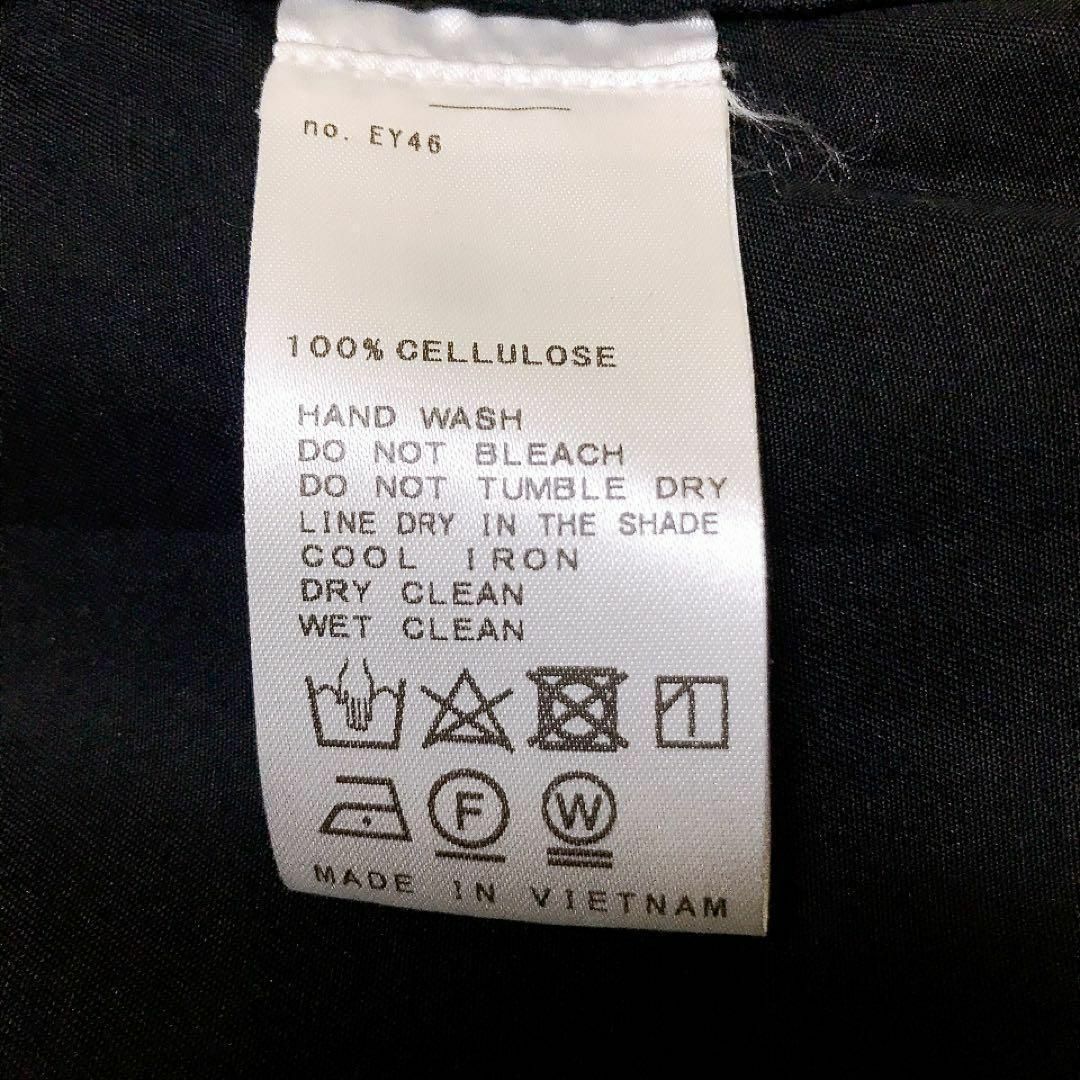 no. EY46
100% CELLULOSE
HAND WASH
DO NOT BLEACH
DO NOT TUMBLE DRY
LINE DRY IN THE SHADE
COOL IRON
DRY CLEAN
WET CLEAN
F W
MADE IN VIETNAM